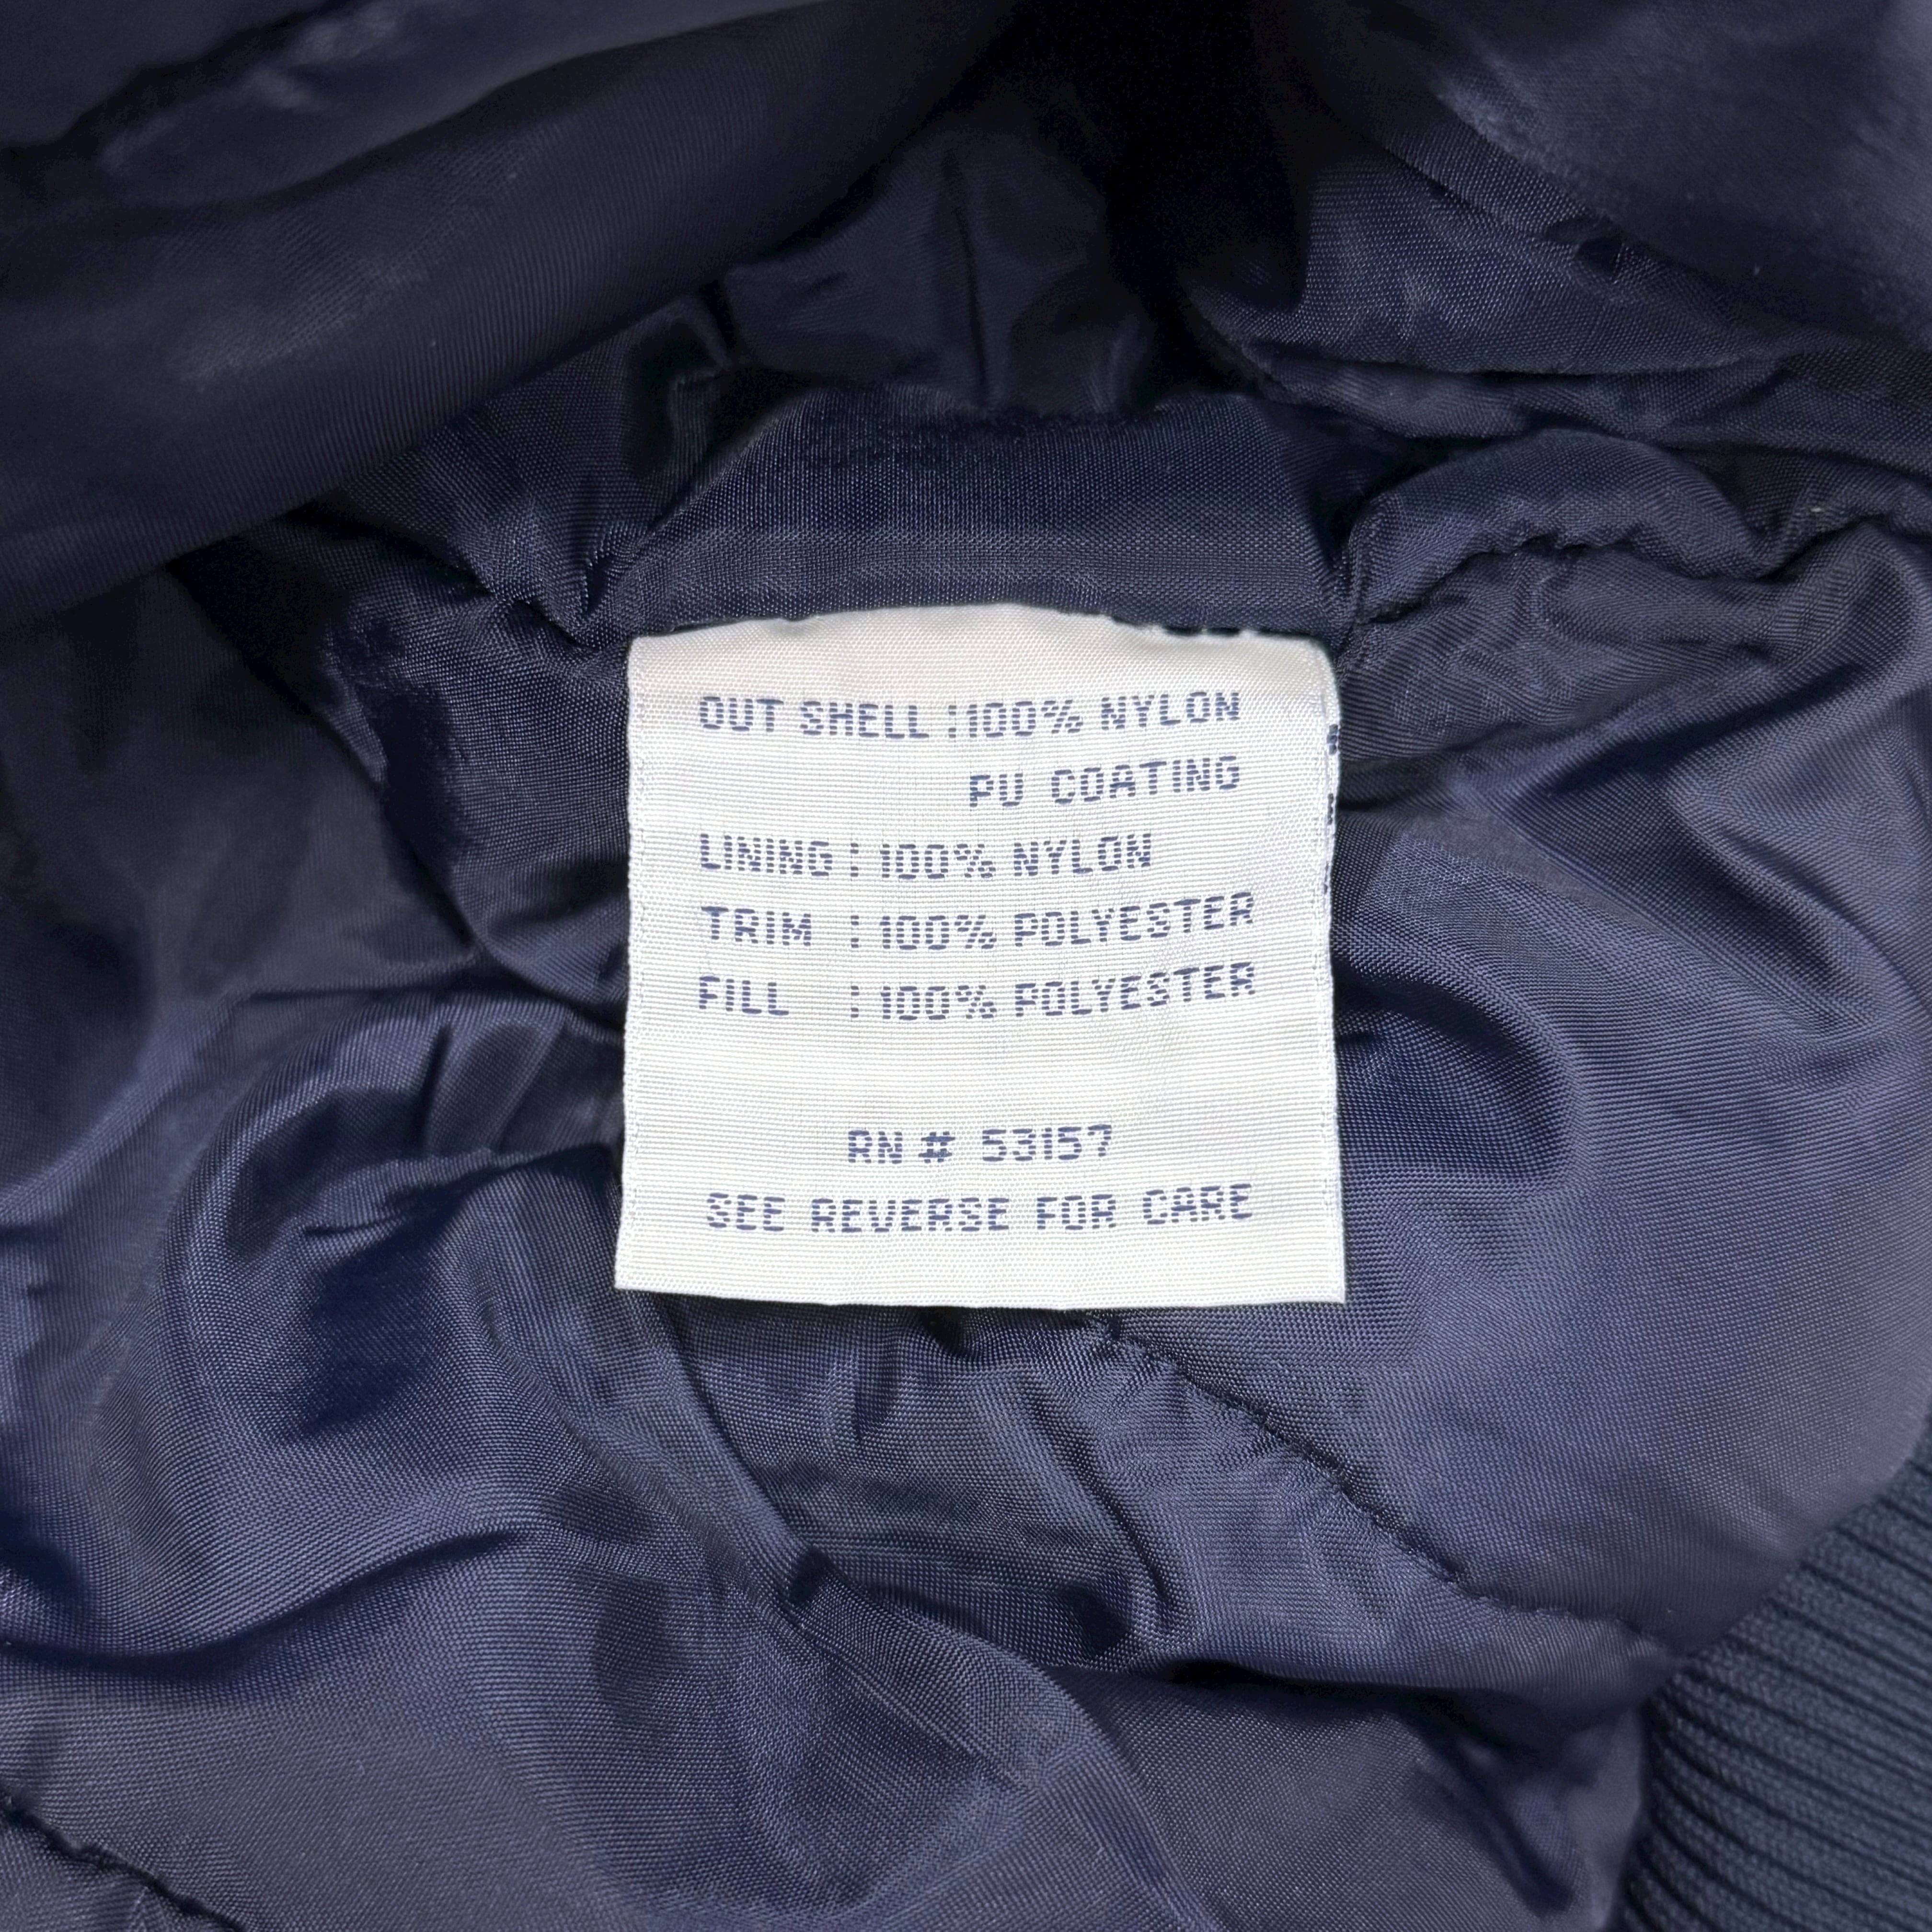 OUT SHELL :100% NYLON
PU COATING
LINING : 100% NYLON
TRIM : 100% POLYESTER
FILL : 100% POLYESTER
RN # 53157
SEE REVERSE FOR CARE